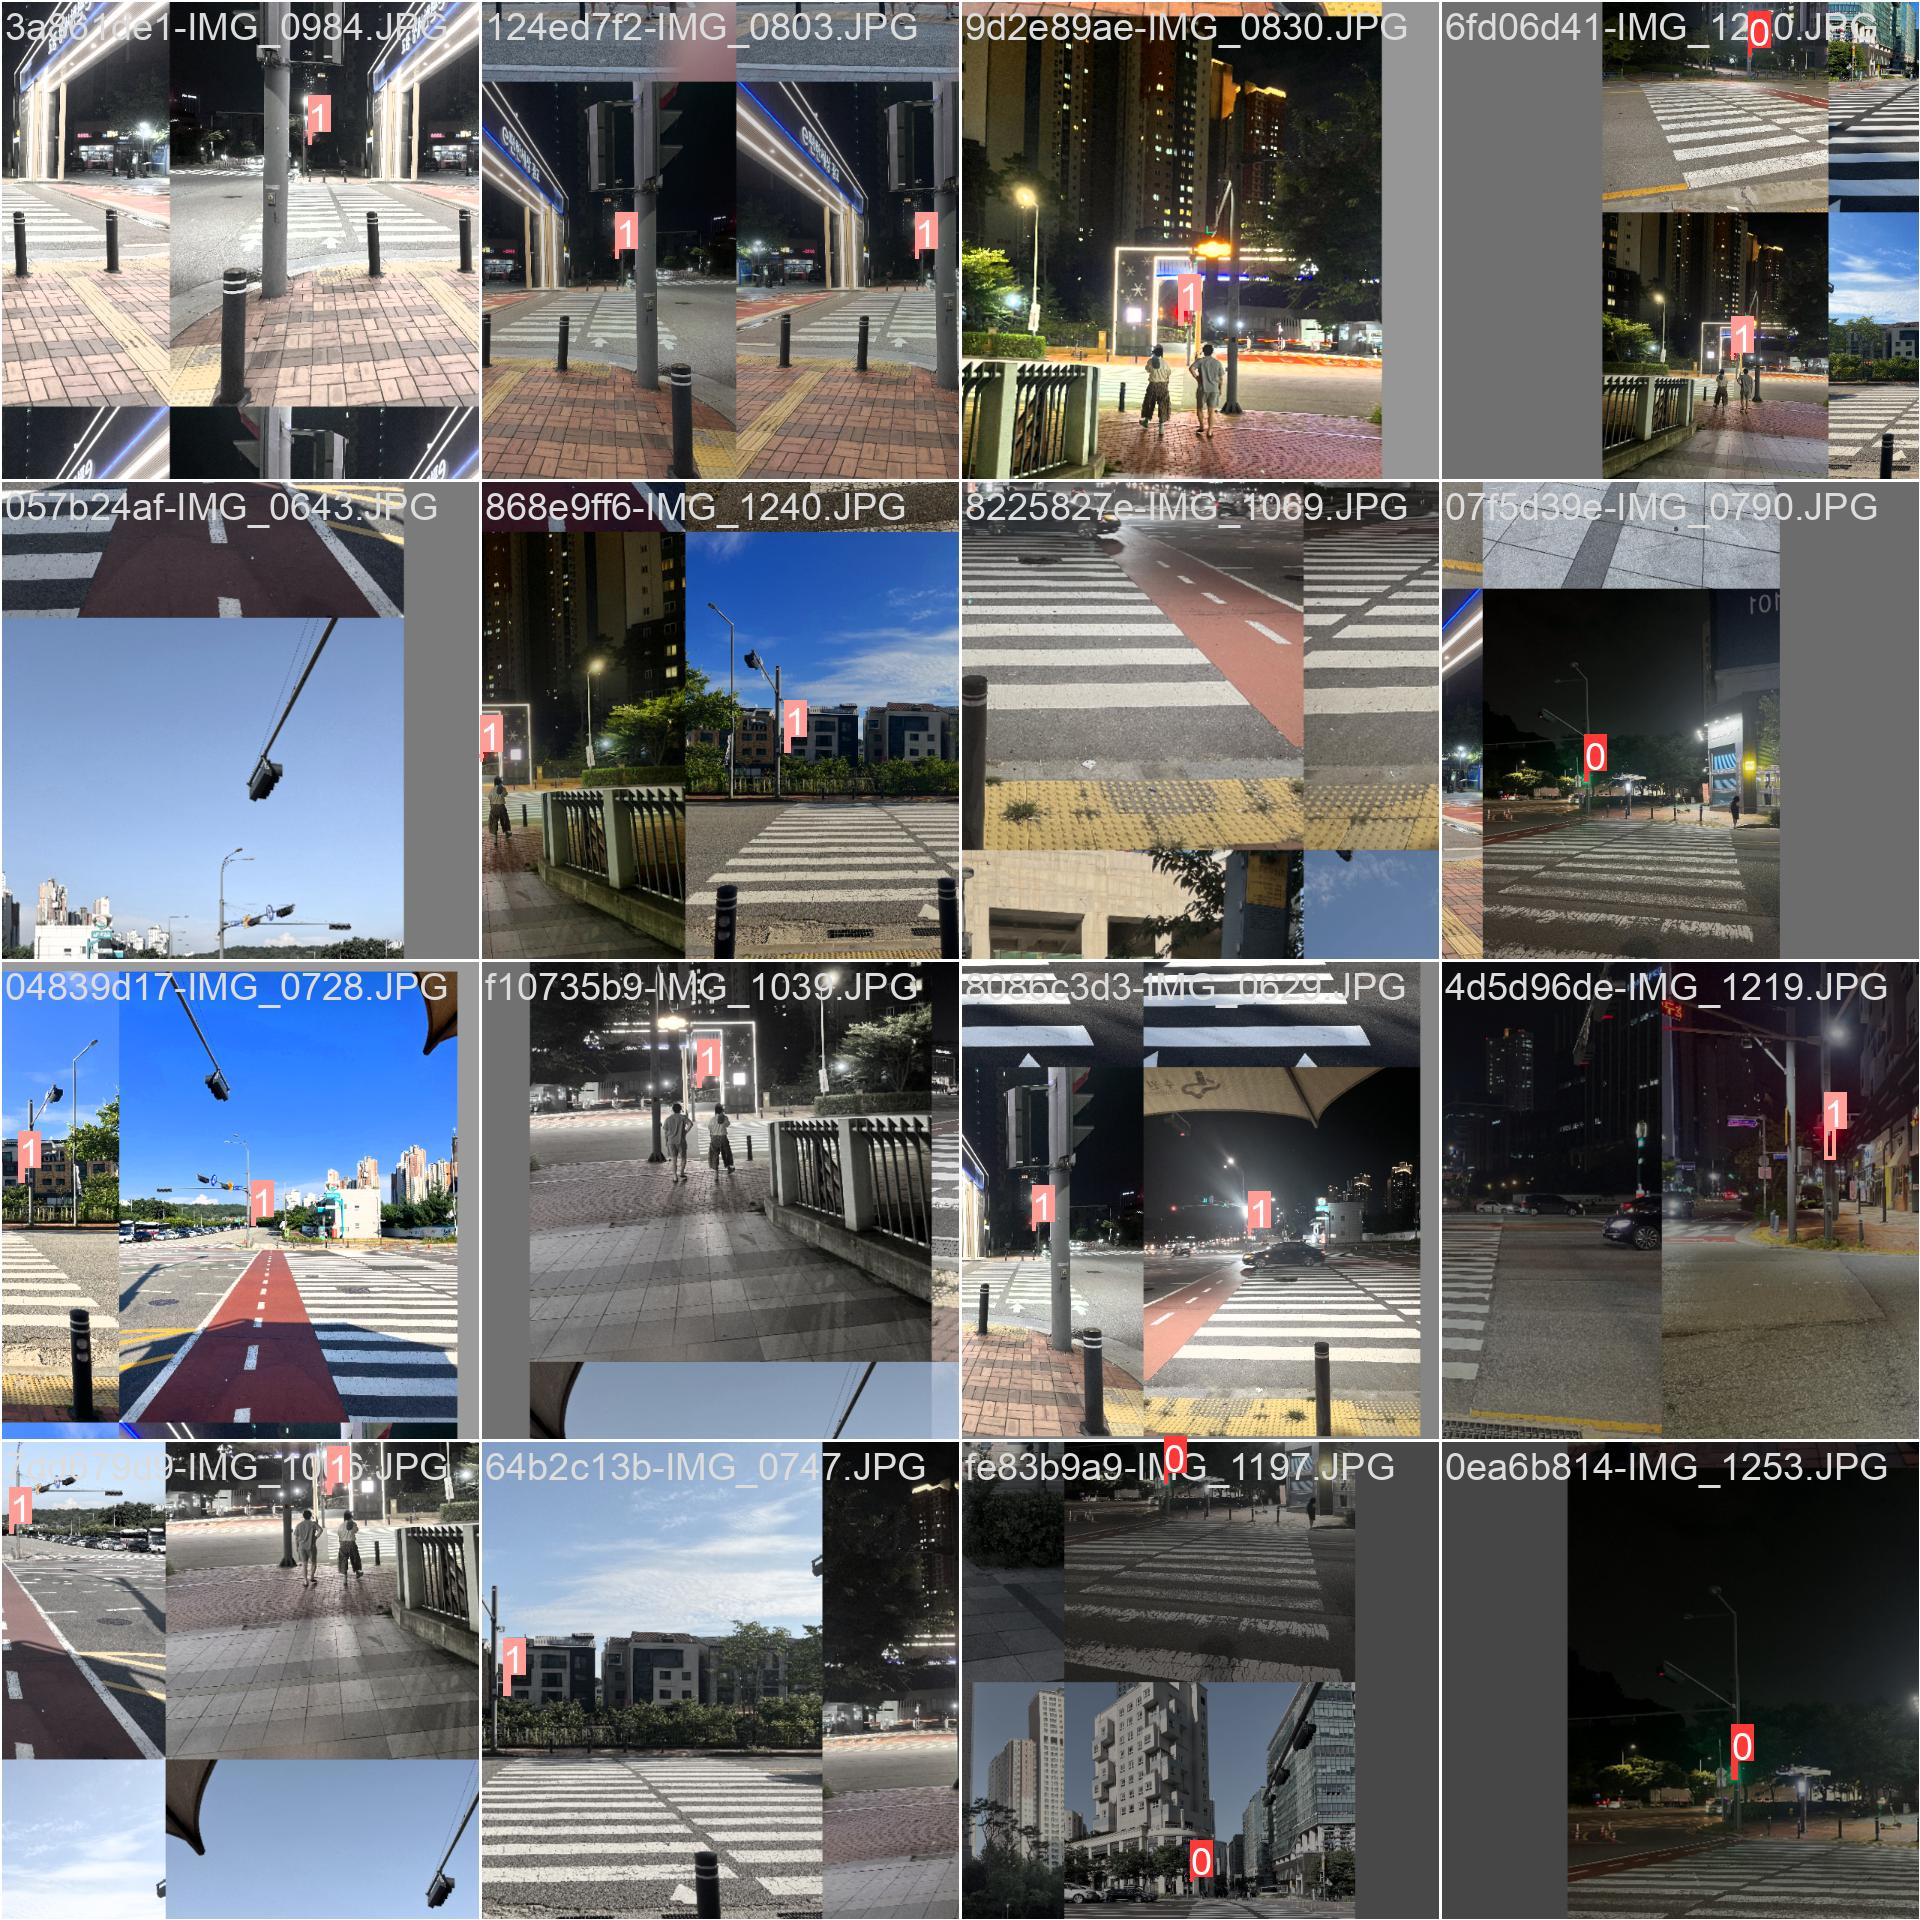 3a861de1-IMG_0984.JPG
124ed7f2-IMG_0803.JPG
9d2e89ae-IMG_0830.JPG
0
1
1
1
1
1
057b24af-IMG_0643.JPG
868e9ff6-IMG_1240.JPG
8225827e-IMG_1069.JPG
07f5d39e-IMG_0790.JPG
1
1
0
04839d17-IMG_0728.JPG
f10735b9-IMG_1039.JPG
8086c3d3-IMG_0629.JPG
4d5d96de-IMG_1219.JPG
1
1
1
1
1
1
64b2c13b-IMG_0747.JPG
fe83b9a9-IMG_1197.JPG
0ea6b814-IMG_1253.JPG
1
1
0
1
0
0